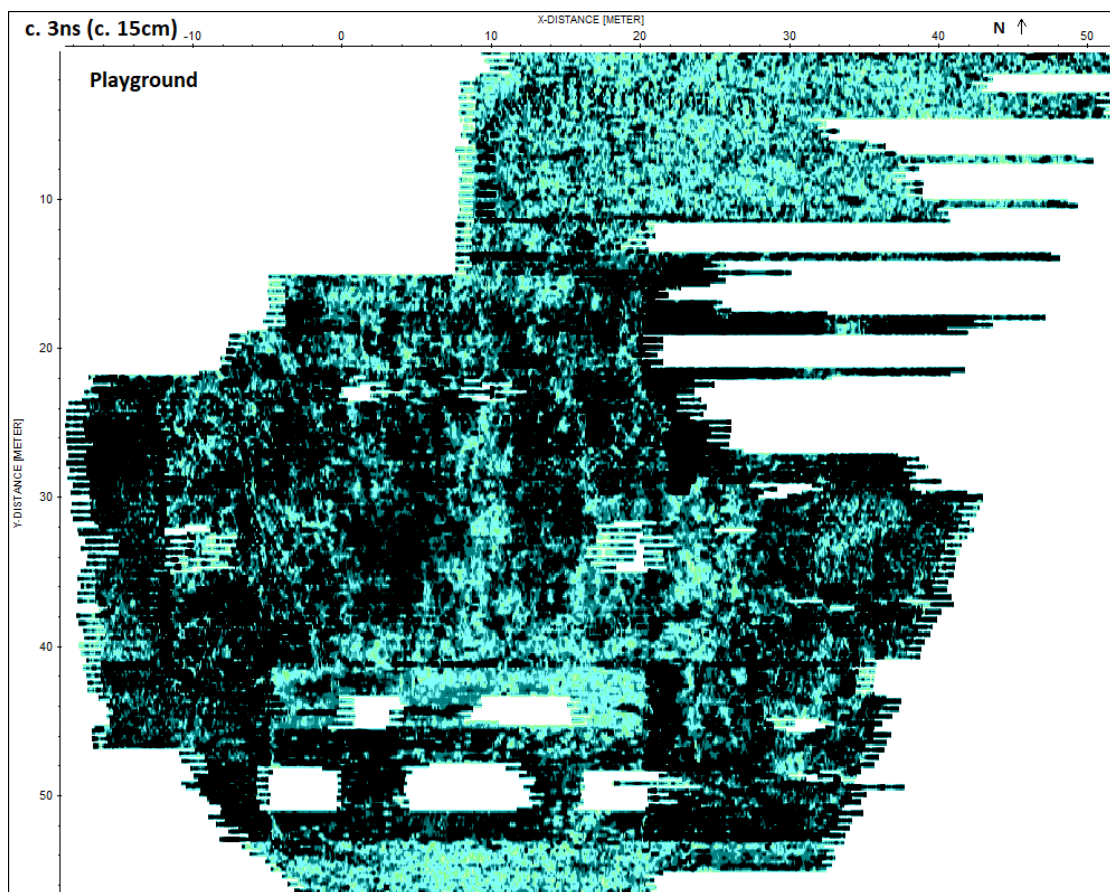 X-DISTANCE [METER]
c. 3ns (c. 15cm)
N
-10 0 10 20 30 40 50
Playground
10
20
30
40
50
Y-DISTANCE [METER]